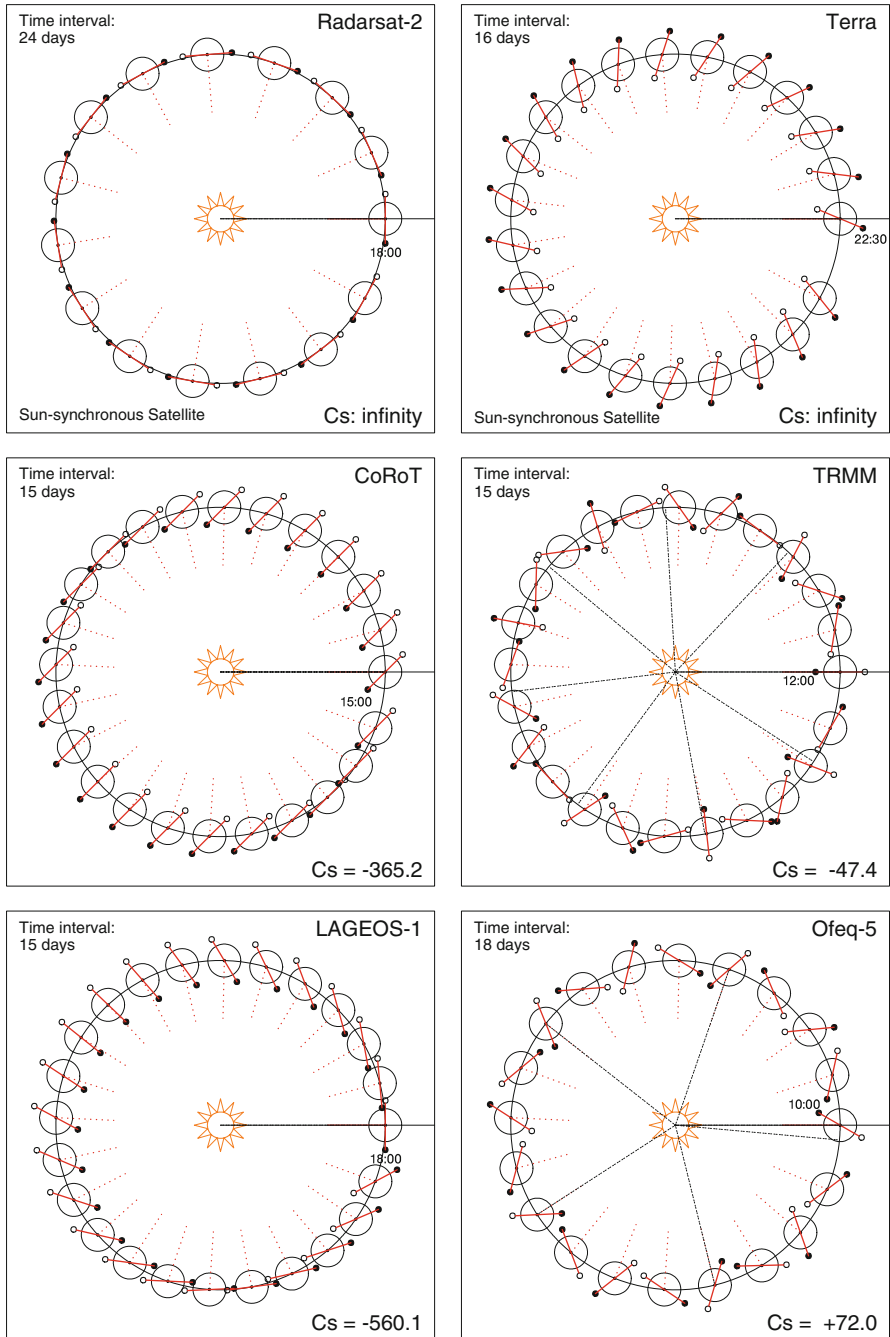 Time interval:
24 days
Radarsat-2
18:00
Sun-synchronous Satellite
Cs: infinity
Time interval:
16 days
Terra
22:30
Sun-synchronous Satellite
Cs: infinity
Time interval:
15 days
CoRoT
15:00
Cs = -365.2
Time interval:
15 days
TRMM
12:00
Cs = -47.4
Time interval:
15 days
LAGEOS-1
18:00
Cs = -560.1
Time interval:
18 days
Ofeq-5
10:00
Cs = +72.0